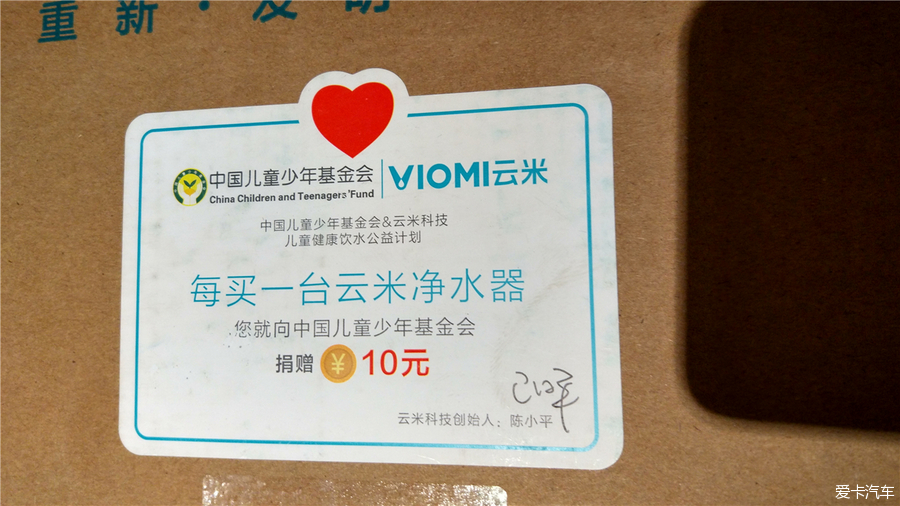 重新·发明
中国儿童少年基金会
China Children and Teenagers'Fund
VIOMI云米
中国儿童少年基金会&云米科技
儿童健康饮水公益计划
每买一台云米净水器
您就向中国儿童少年基金会
捐赠 ¥ 10元
云米科技创始人：陈小平
爱卡汽车